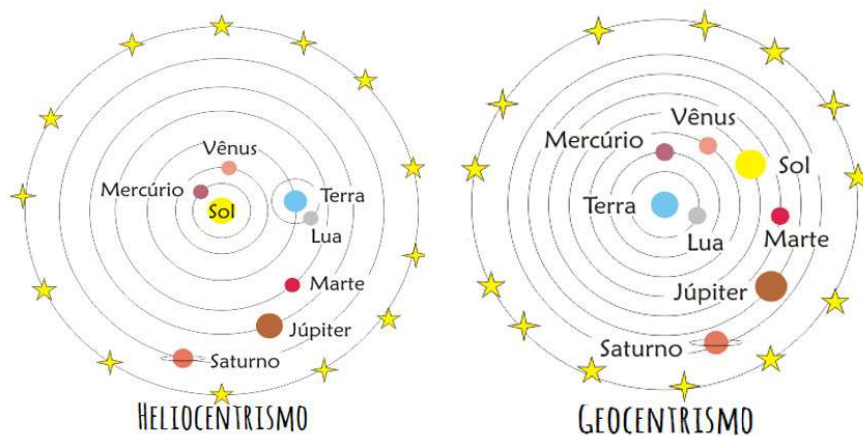 Vênus
Mercúrio
Sol
Terra
Lua
Marte
Júpiter
Saturno
HELIOCENTRISMO
Vênus
Mercúrio
Sol
Terra
Lua
Marte
Júpiter
Saturno
GEOCENTRISMO